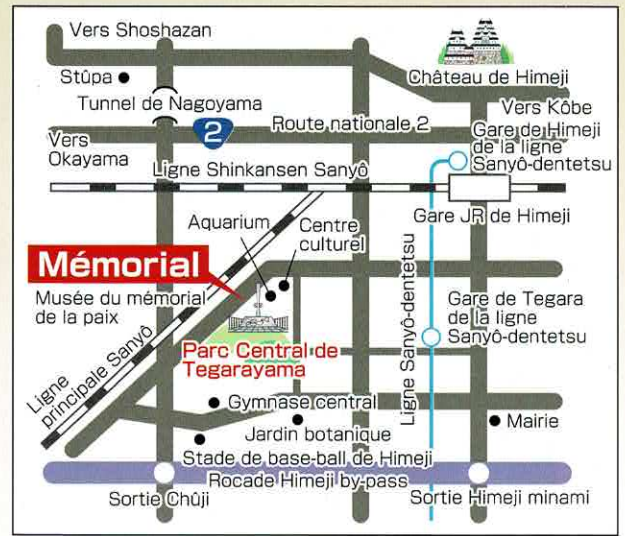 Vers Shoshazan
Stûpa
Château de Himeji
Tunnel de Nagoyama
Vers Kôbe
2
Route nationale 2
Vers
Okayama
Gare de Himeji
de la ligne
Sanyô-dentetsu
Ligne Shinkansen Sanyô
Gare JR de Himeji
Aquarium
Centre
culturel
Mémorial
Musée du mémorial
de la paix
Ligne Sanyô-dentetsu
Gare de Tegara
de la ligne
Sanyô-dentetsu
Parc Central de
Tegarayama
Ligne
principale Sanyô
Gymnase central
Jardin botanique
Mairie
Stade de base-ball de Himeji
Rocade Himeji by-pass
Sortie Chûji
Sortie Himeji minami